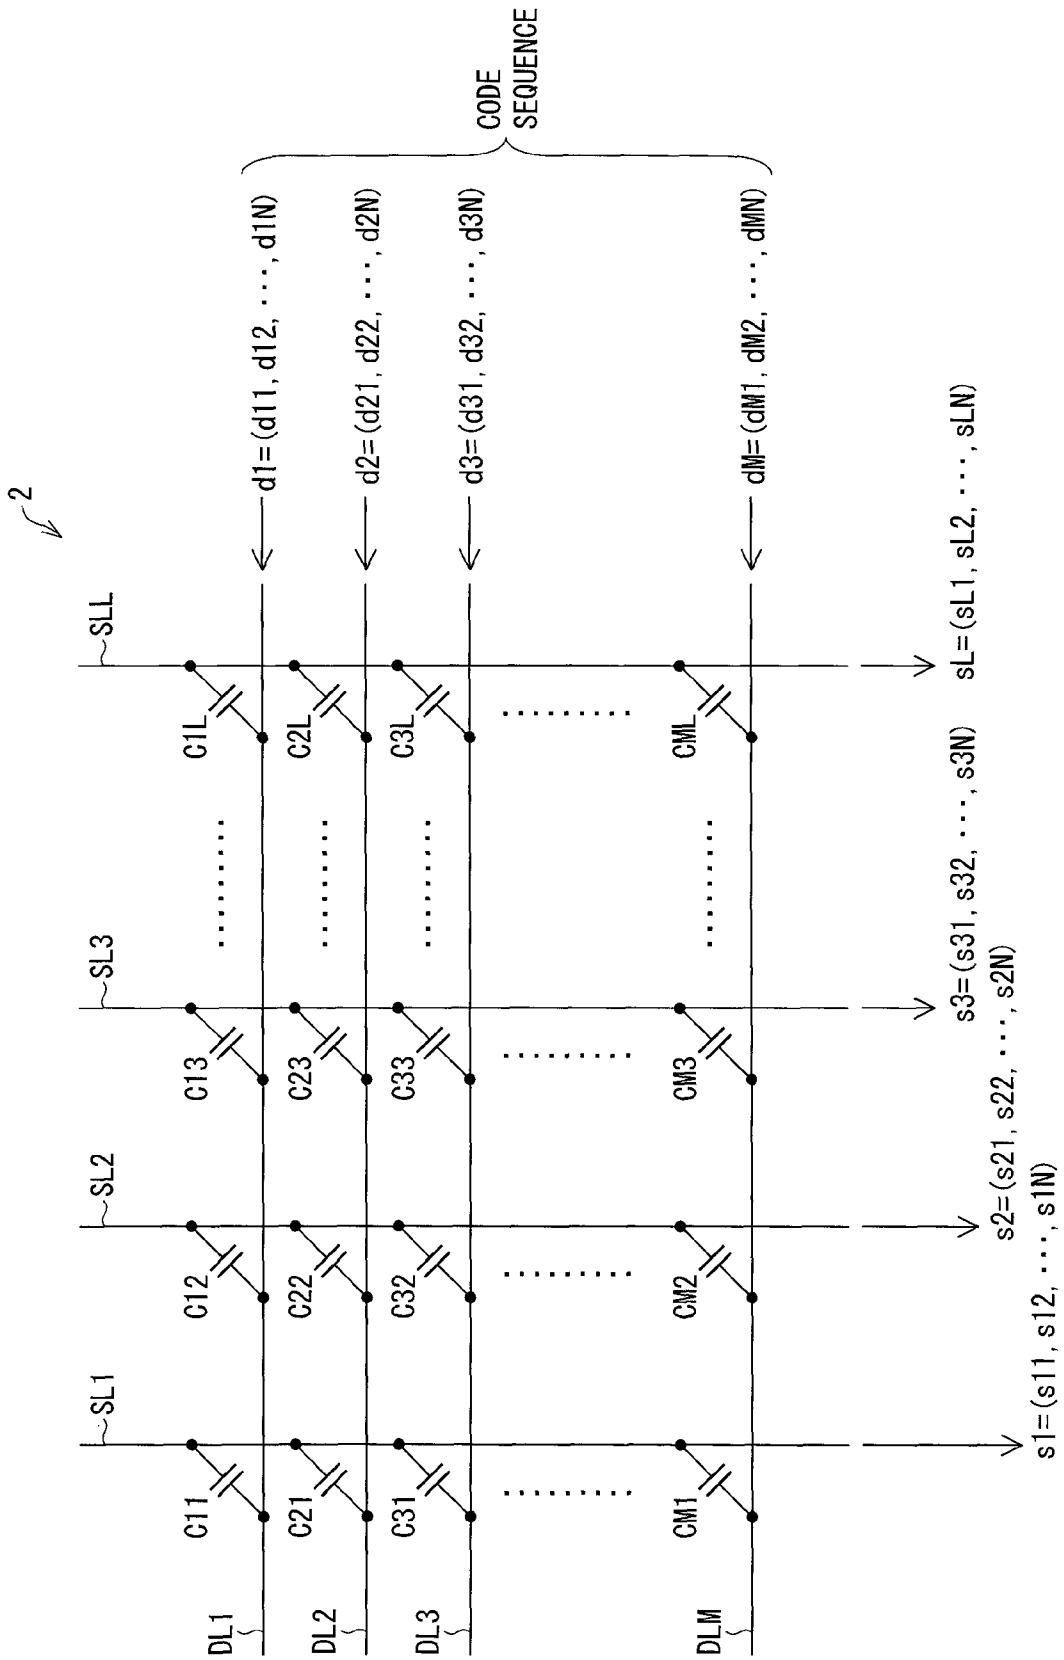 2
SL1
SL2
SL3
SLL
DL1
C11
C12
C13
.........
C1L
d1=(d11, d12, ···, d1N)
DL2
C21
C22
C23
.........
C2L
d2=(d21, d22, ···, d2N)
DL3
C31
C32
C33
.........
C3L
d3=(d31, d32, ···, d3N)
.........
.........
.........
.........
DLM
CM1
CM2
CM3
.........
CML
dM=(dM1, dM2, ···, dMN)
CODE
SEQUENCE
s1=(s11, s12, ···, s1N)
s2=(s21, s22, ···, s2N)
s3=(s31, s32, ···, s3N)
sL=(sL1, sL2, ···, sLN)